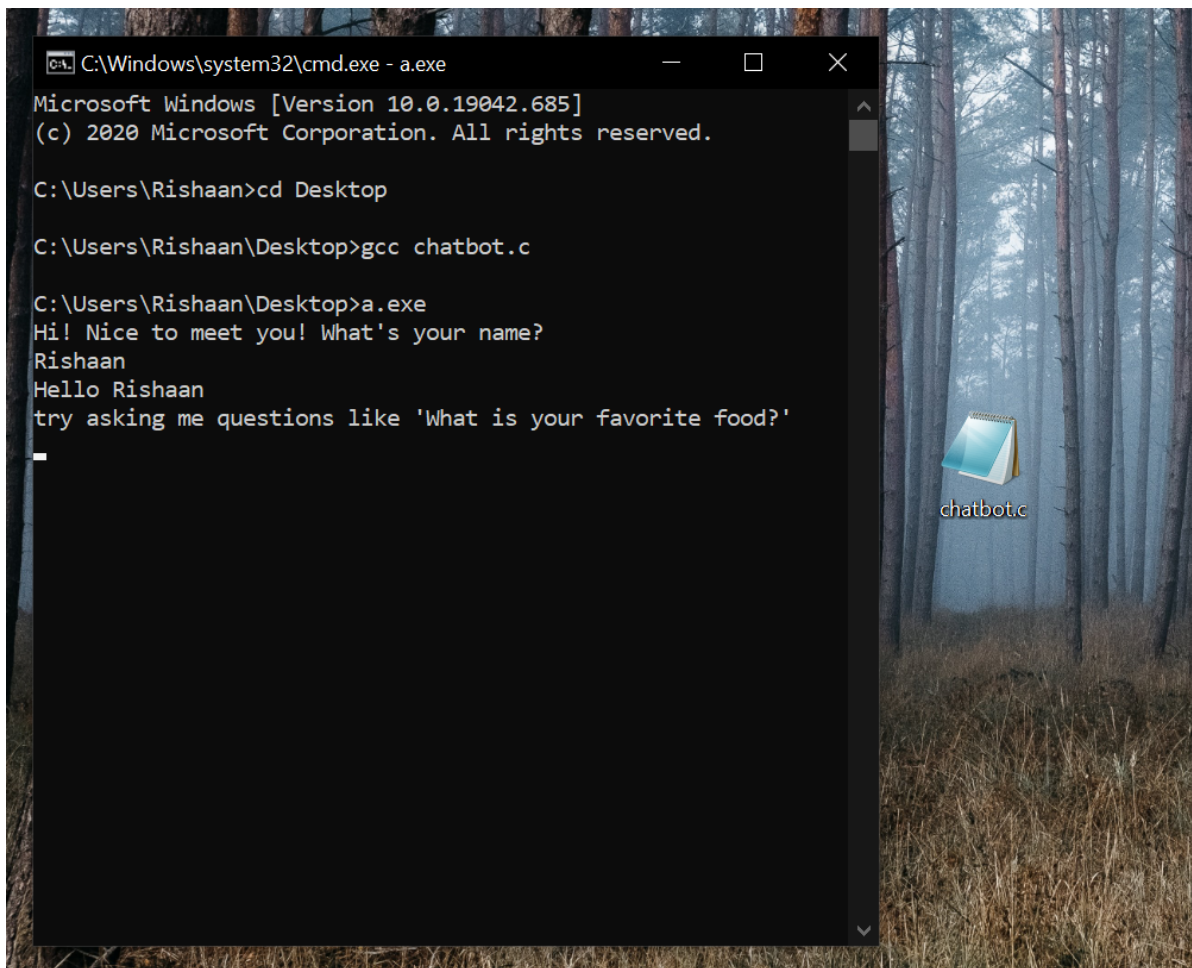 C:\Windows\system32\cmd.exe - a.exe
Microsoft Windows [Version 10.0.19042.685]
(c) 2020 Microsoft Corporation. All rights reserved.
C:\Users\Rishaan>cd Desktop
C:\Users\Rishaan\Desktop>gcc chatbot.c
C:\Users\Rishaan\Desktop>a.exe
Hi! Nice to meet you! What's your name?
Rishaan
Hello Rishaan
try asking me questions like 'What is your favorite food?'
chatbot.c